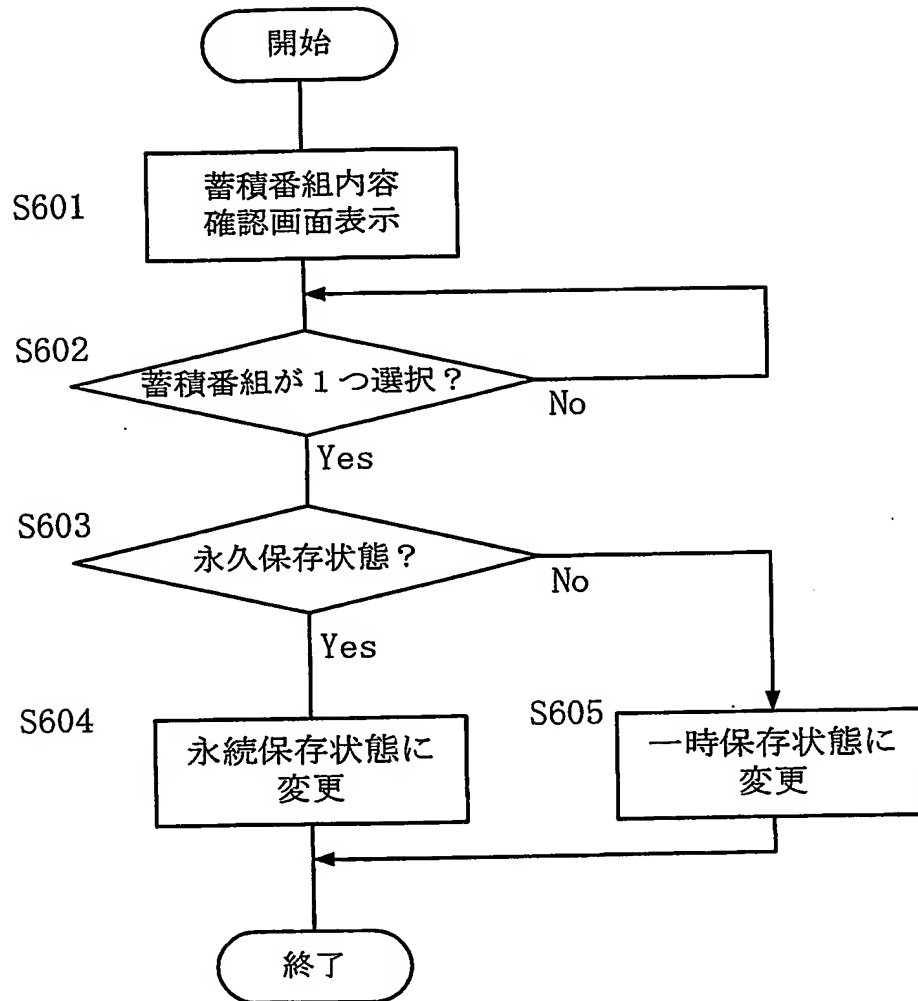 開始
S601
蓄積番組内容
確認画面表示
S602
蓄積番組が1つ選択？
No
Yes
S603
永久保存状態？
No
Yes
S604
永続保存状態に
変更
S605
一時保存状態に
変更
終了